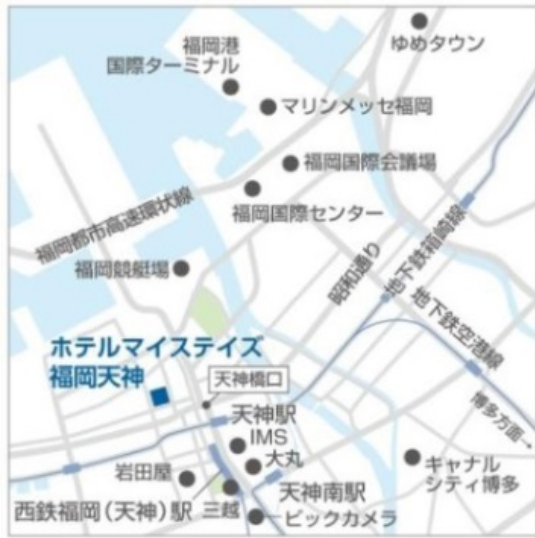 ゆめタウン
福岡港
国際ターミナル
マリンメッセ福岡
福岡国際会議場
福岡国際センター
福岡都市高速環状線
福岡競艇場
昭和通り
地下鉄箱崎線
地下鉄空港線
ホテルマイステイズ
福岡天神
天神橋口
博多方面→
天神駅
IMS
大丸
岩田屋
キャナル
シティ博多
天神南駅
西鉄福岡(天神)駅
三越
ビックカメラ